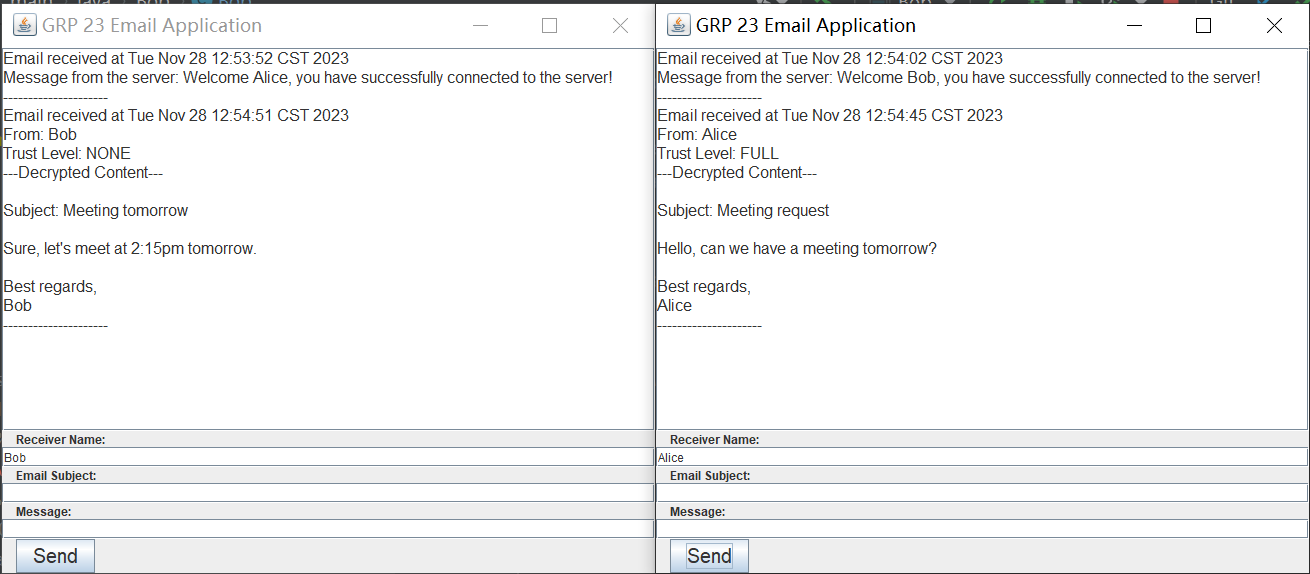 GRP 23 Email Application
Email received at Tue Nov 28 12:53:52 CST 2023
Message from the server: Welcome Alice, you have successfully connected to the server!
---------------------
Email received at Tue Nov 28 12:54:51 CST 2023
From: Bob
Trust Level: NONE
---Decrypted Content---
Subject: Meeting tomorrow
Sure, let's meet at 2:15pm tomorrow.
Best regards,
Bob
---------------------
Receiver Name:
Bob
Email Subject:
Message:
Send
GRP 23 Email Application
Email received at Tue Nov 28 12:54:02 CST 2023
Message from the server: Welcome Bob, you have successfully connected to the server!
---------------------
Email received at Tue Nov 28 12:54:45 CST 2023
From: Alice
Trust Level: FULL
---Decrypted Content---
Subject: Meeting request
Hello, can we have a meeting tomorrow?
Best regards,
Alice
---------------------
Receiver Name:
Alice
Email Subject:
Message:
Send